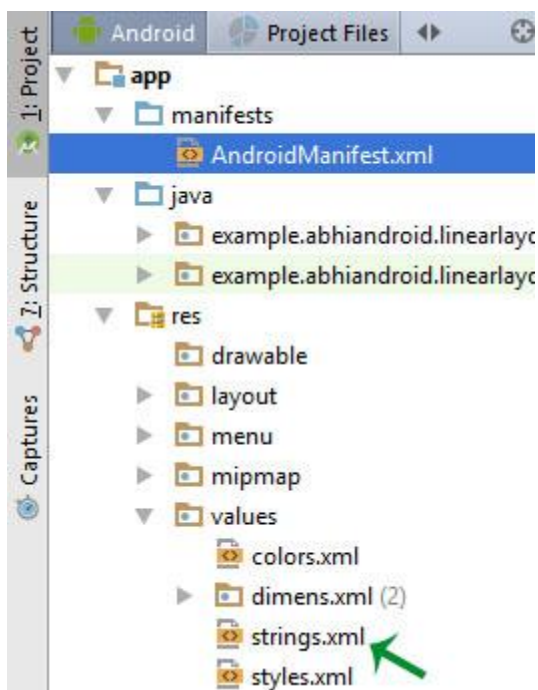 Android Project Files
1: Project
7: Structure
Captures
app
manifests
AndroidManifest.xml
java
example.abhiandroid.linearlayo
example.abhiandroid.linearlayo
res
drawable
layout
menu
mipmap
values
colors.xml
dimens.xml (2)
strings.xml
styles.xml